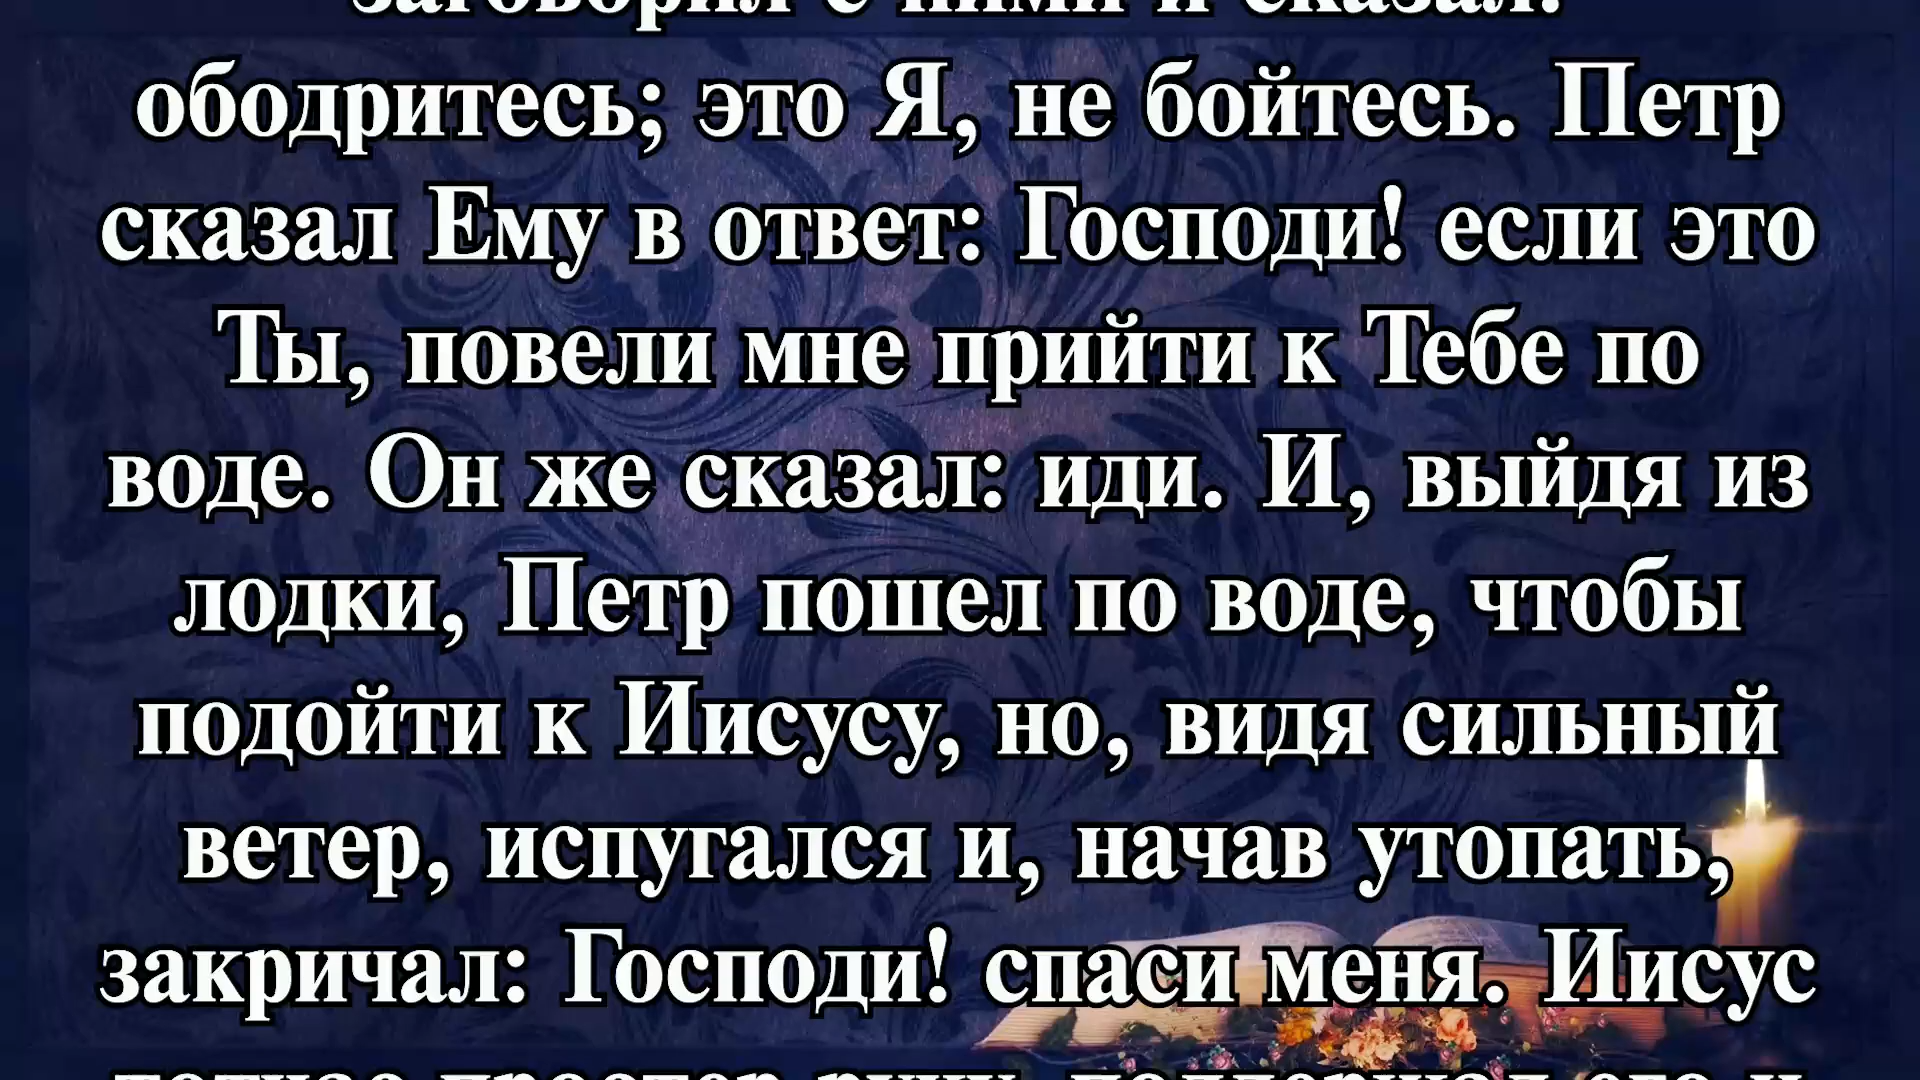 заговорил с ними и сказал:
ободритесь; это Я, не бойтесь. Петр
сказал Ему в ответ: Господи! если это
Ты, повели мне прийти к Тебе по
воде. Он же сказал: иди. И, выйдя из
лодки, Петр пошел по воде, чтобы
подойти к Иисусу, но, видя сильный
ветер, испугался и, начав утопать,
закричал: Господи! спаси меня. Иисус